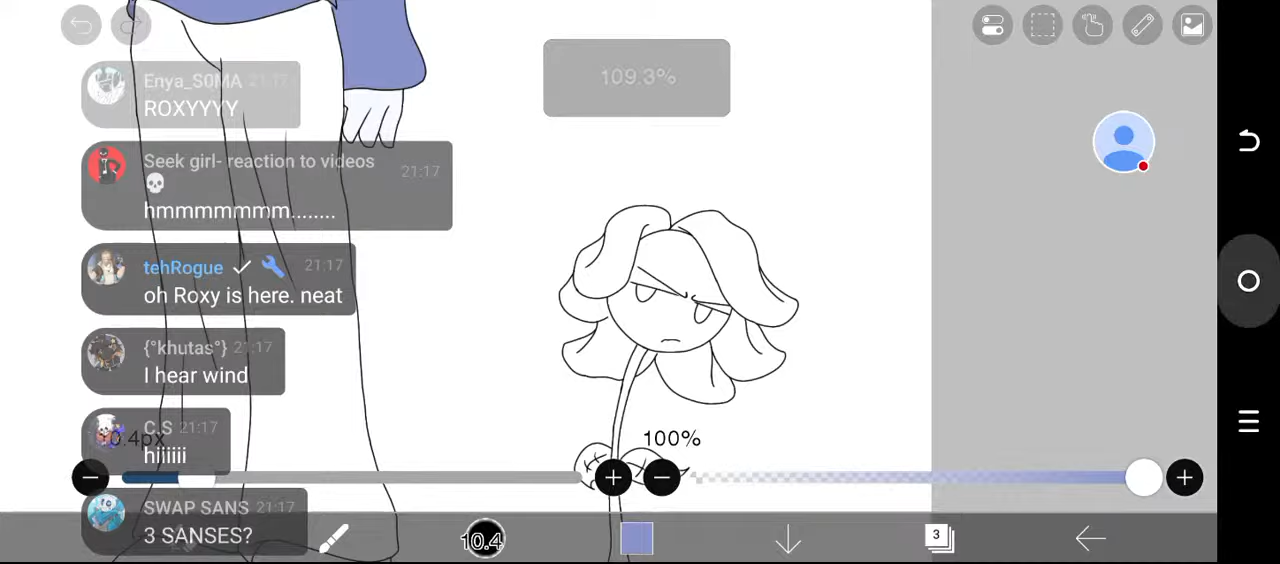 109.3%
Enya_S0MA 21:17
ROXYYYY
Seek girl- reaction to videos
💀
21:17
hmmmmmmm........
tehRogue 21:17
oh Roxy is here. neat
{°khutas°} 21:17
I hear wind
C.S 21:17
hiiiiii
0.4px
100%
SWAP SANS 21:17
3 SANSES?
10.4
3